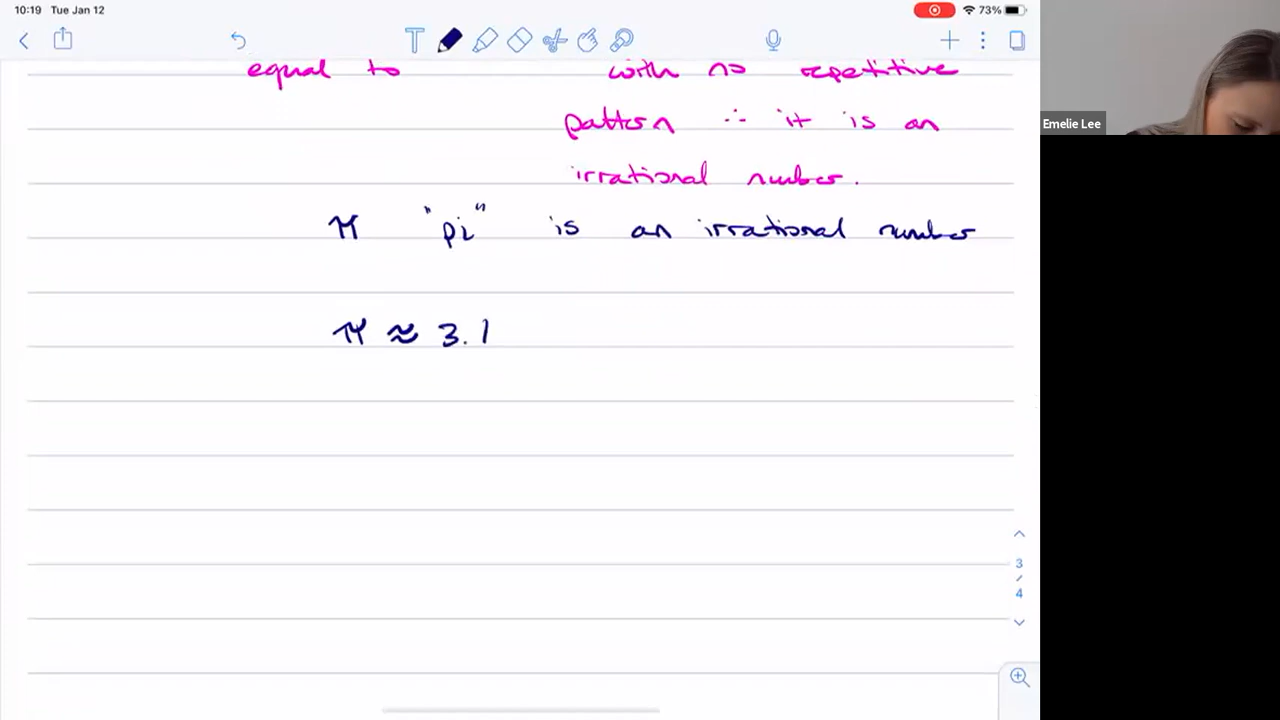 10:19 Tue Jan 12
73%
T
equal to with no repetitive
pattern ∴ it is an
irrational number.
π "pi" is an irrational number
π ≈ 3.1
3
/
4
Emelie Lee